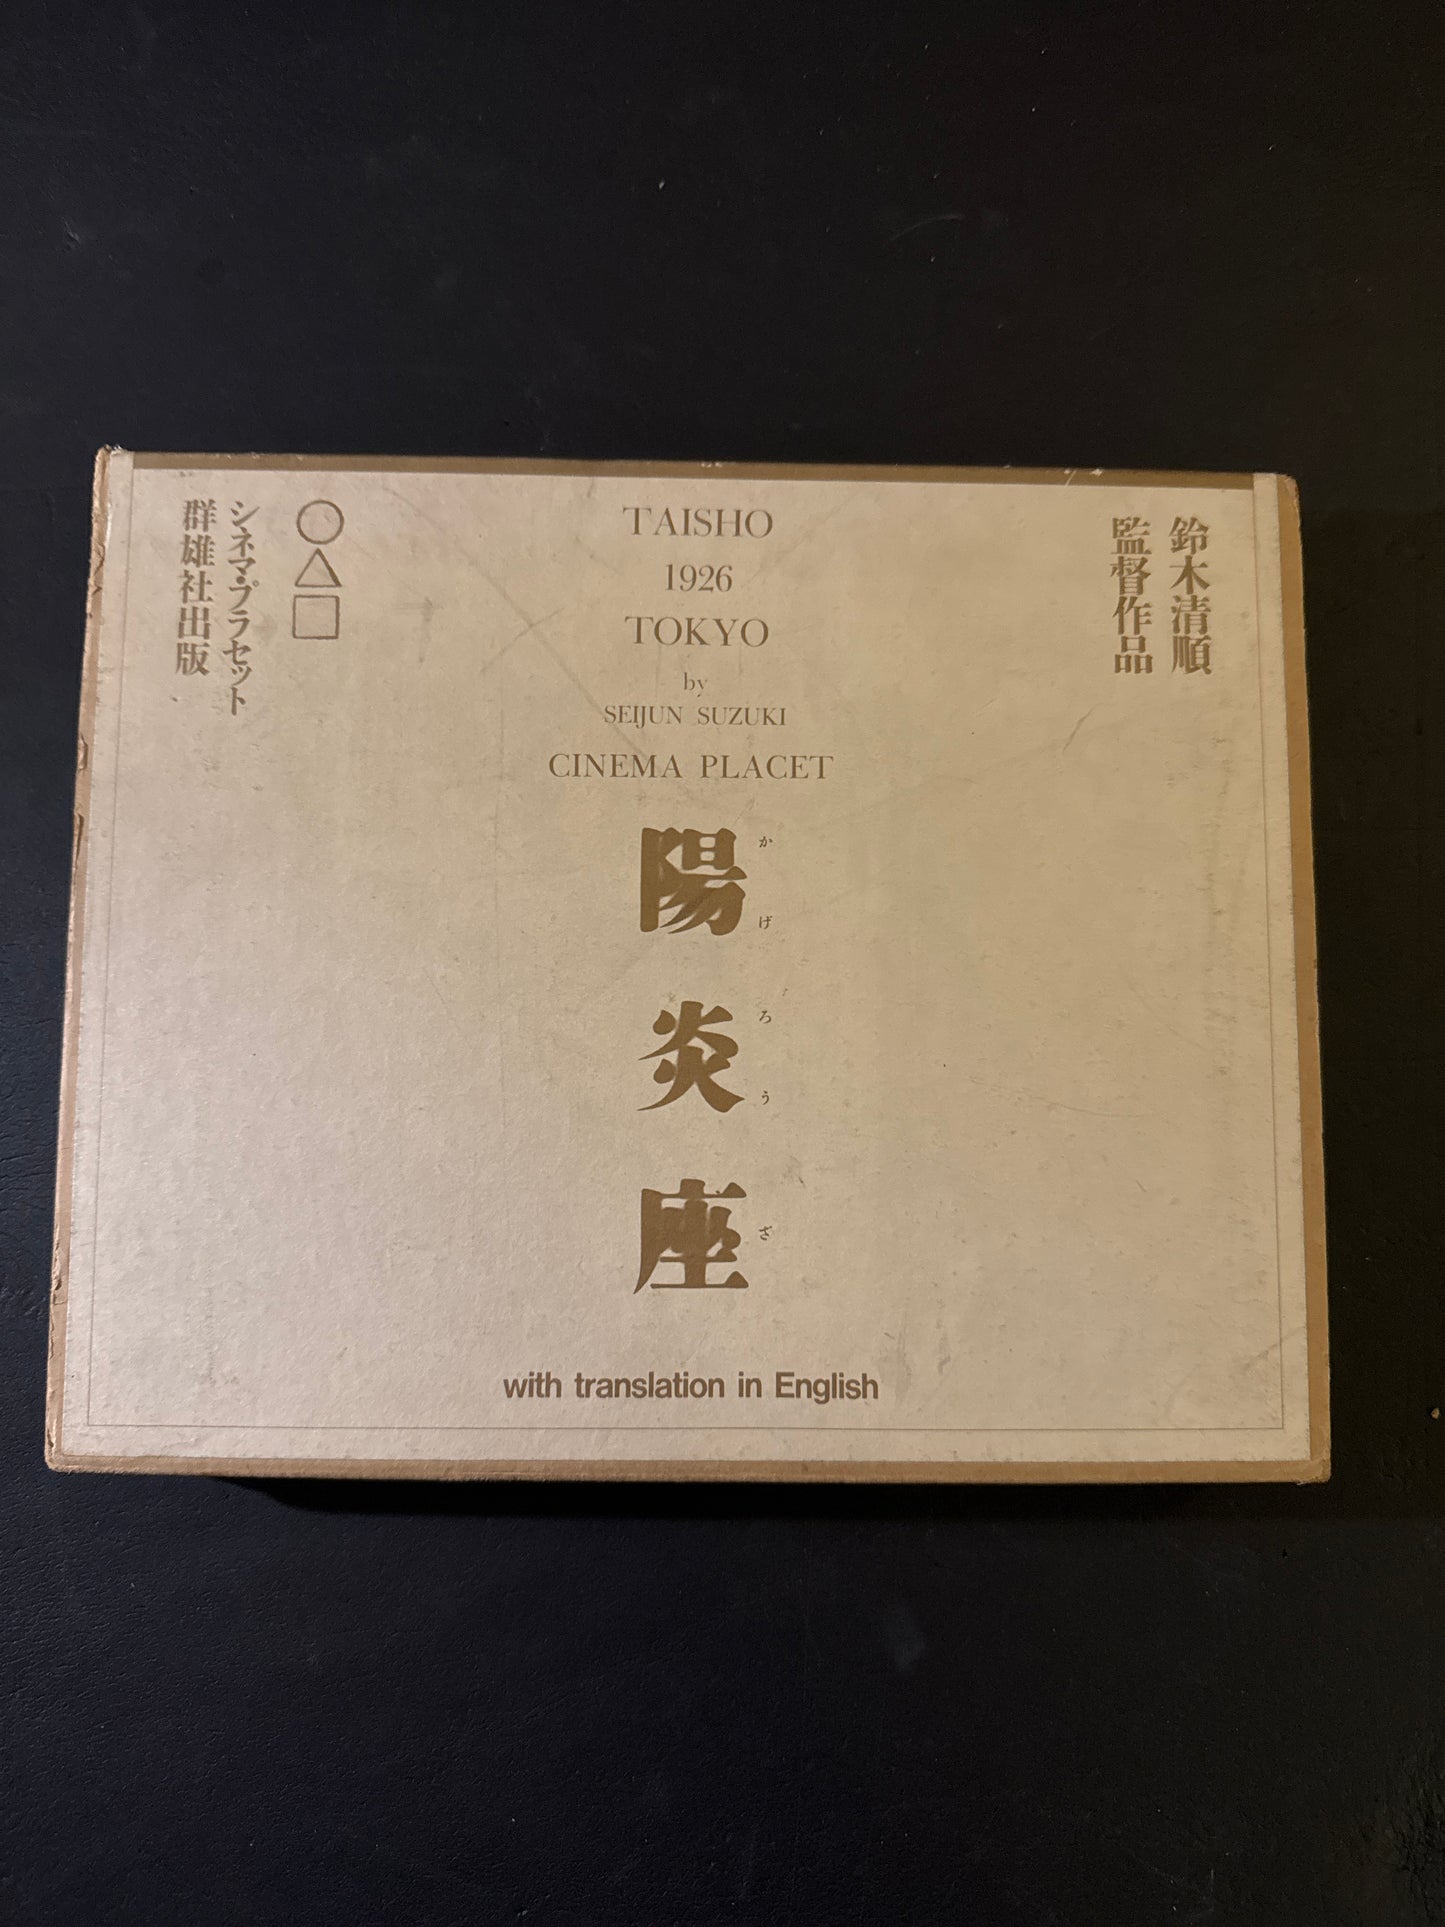 鈴木清順
監督作品
TAISHO
1926
TOKYO
by
SEIJUN SUZUKI
CINEMA PLACET
陽炎座
かげろうざ
with translation in English
シネマ・プラセット
群雄社出版